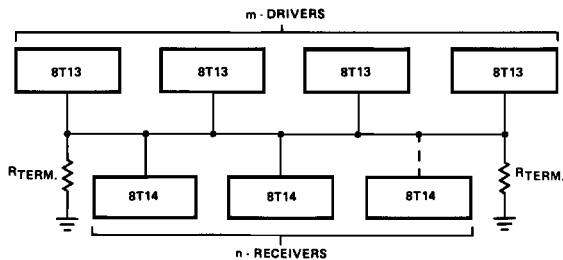 m - DRIVERS
8T13 8T13 8T13 8T13
RTERM. RTERM.
8T14 8T14 8T14
n - RECEIVERS